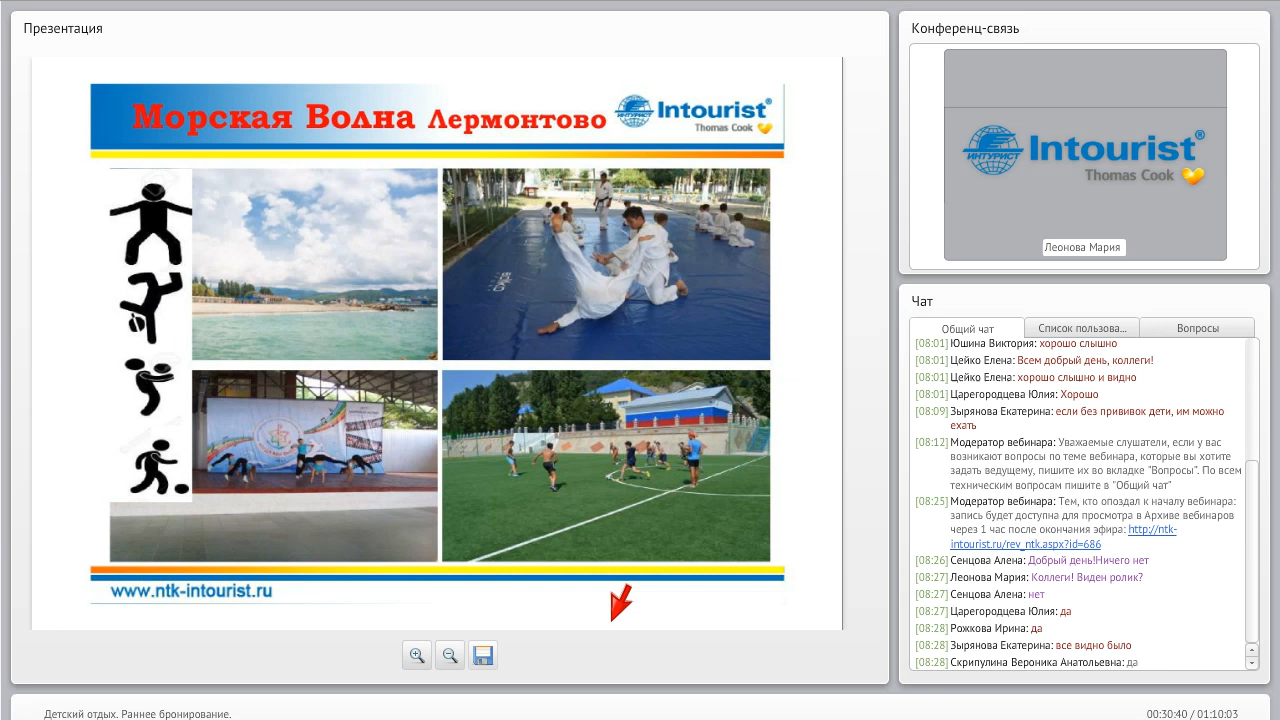 Презентация
Морская Волна Лермонтово
ИНТУРИСТ Intourist®
Thomas Cook
www.ntk-intourist.ru
Конференц-связь
ИНТУРИСТ Intourist®
Thomas Cook
Леонова Мария
Чат
Общий чат
Список пользова...
Вопросы
[08:01] Юшина Виктория: хорошо слышно
[08:01] Цейко Елена: Всем добрый день, коллеги!
[08:01] Цейко Елена: хорошо слышно и видно
[08:01] Царегородцева Юлия: Хорошо
[08:09] Зырянова Екатерина: если без прививок дети, им можно
ехать
[08:12] Модератор вебинара: Уважаемые слушатели, если у вас
возникают вопросы по теме вебинара, которые вы хотите
задать ведущему, пишите их во вкладке "Вопросы". По всем
техническим вопросам пишите в "Общий чат"
[08:25] Модератор вебинара: Тем, кто опоздал к началу вебинара:
запись будет доступна для просмотра в Архиве вебинаров
через 1 час после окончания эфира: http://ntk-
intourist.ru/rev_ntk.aspx?id=686
[08:26] Сенцова Алена: Добрый день!Ничего нет
[08:27] Леонова Мария: Коллеги! Виден ролик?
[08:27] Сенцова Алена: нет
[08:27] Царегородцева Юлия: да
[08:28] Рожкова Ирина: да
[08:28] Зырянова Екатерина: все видно было
[08:28] Скрипулина Вероника Анатольевна: да
Детский отдых. Раннее бронирование.
00:30:40 / 01:10:03